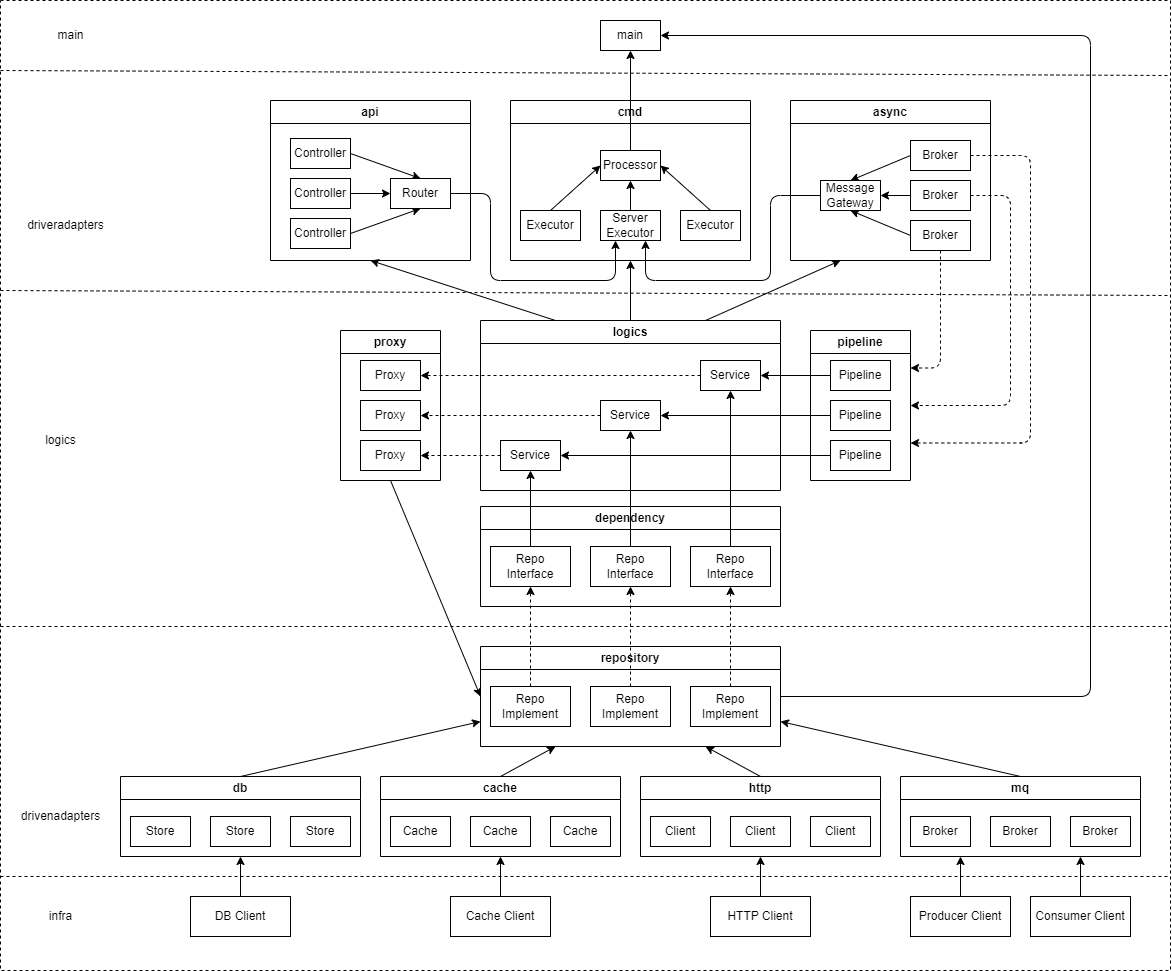 main
main
driveradapters
api
Controller
Controller
Controller
Router
cmd
Processor
Executor
Server
Executor
Executor
async
Message
Gateway
Broker
Broker
Broker
logics
proxy
Proxy
Proxy
Proxy
logics
Service
Service
Service
pipeline
Pipeline
Pipeline
Pipeline
dependency
Repo
Interface
Repo
Interface
Repo
Interface
drivenadapters
repository
Repo
Implement
Repo
Implement
Repo
Implement
db
Store
Store
Store
cache
Cache
Cache
Cache
http
Client
Client
Client
mq
Broker
Broker
Broker
infra
DB Client
Cache Client
HTTP Client
Producer Client
Consumer Client